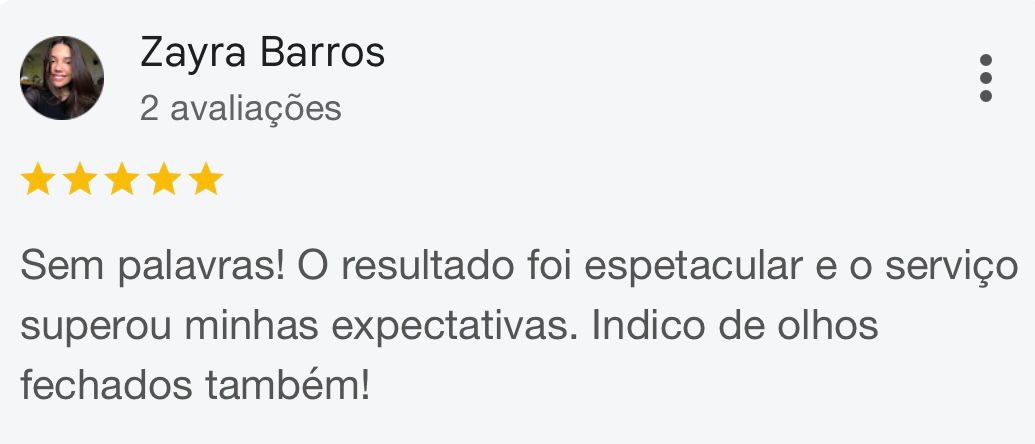 Zayra Barros
2 avaliações
Sem palavras! O resultado foi espetacular e o serviço
superou minhas expectativas. Indico de olhos
fechados também!